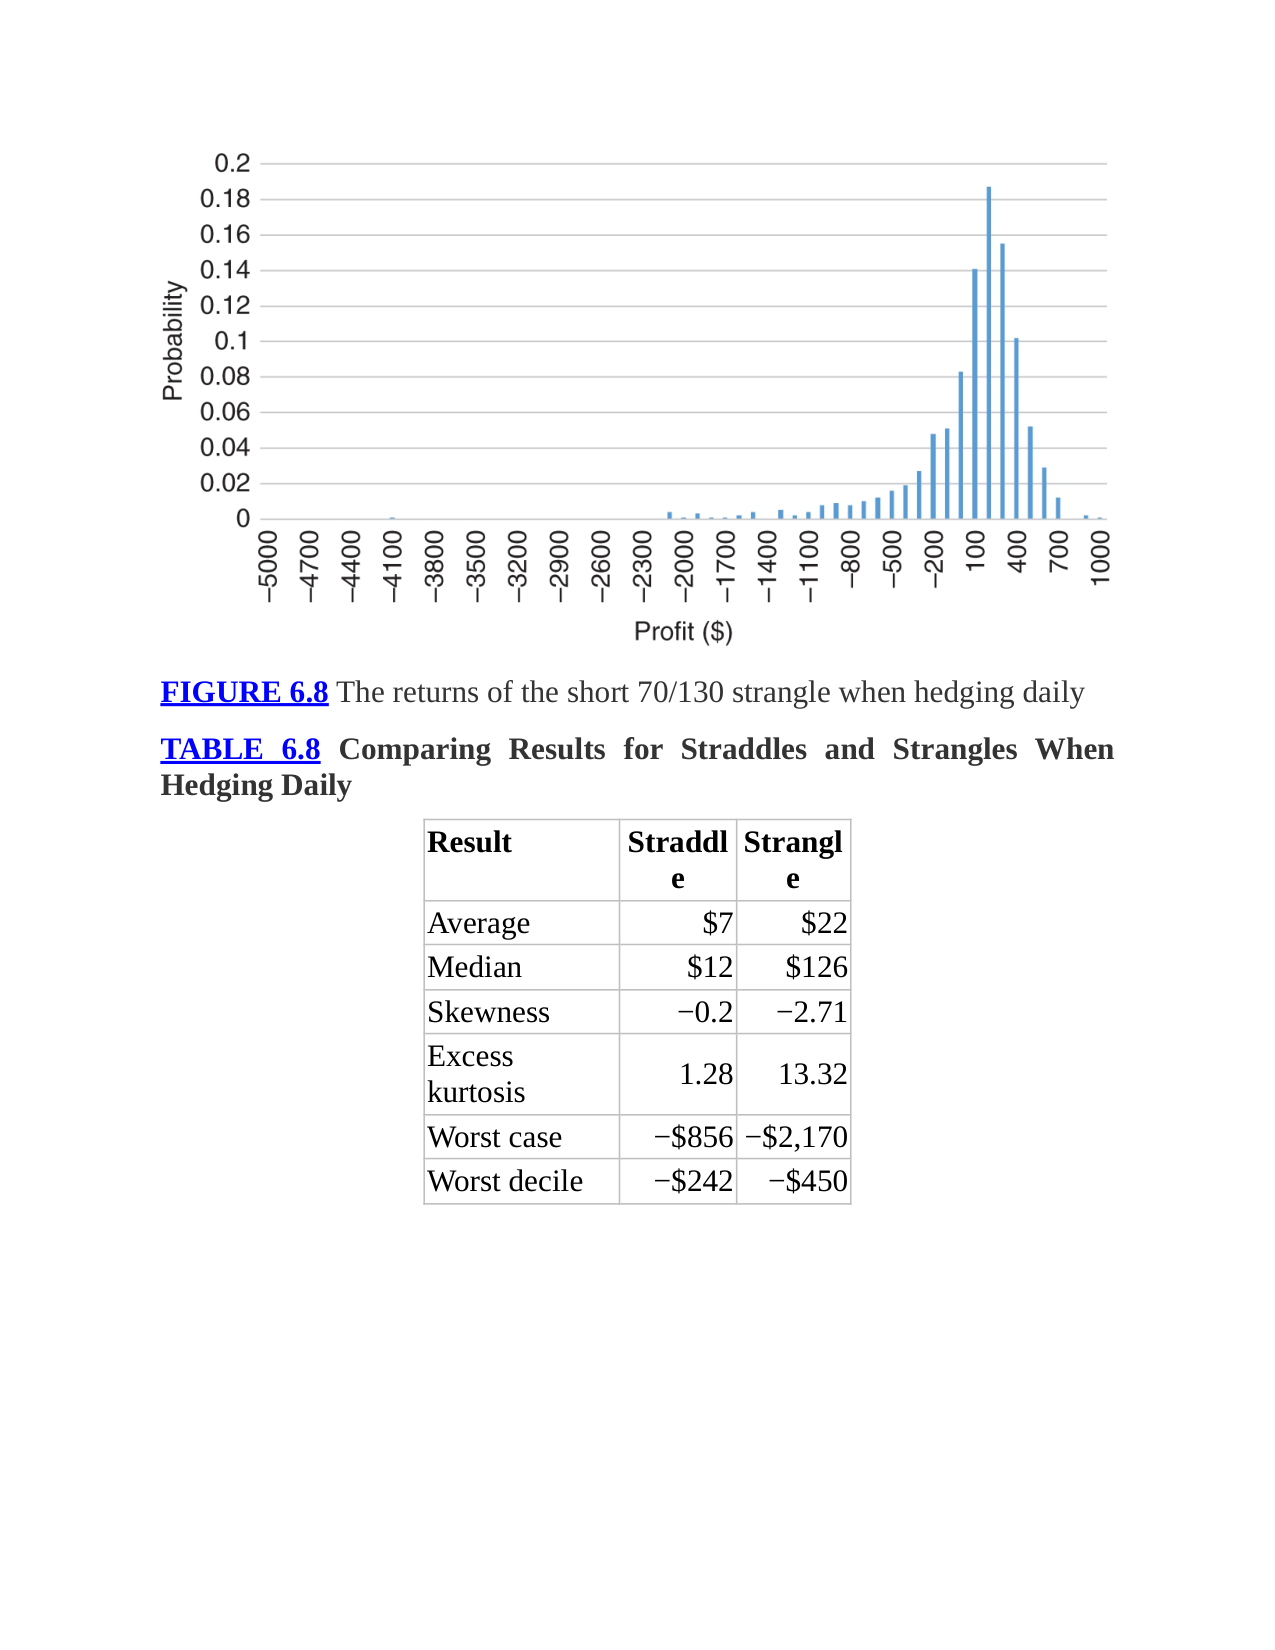 0.2
0.18
0.16
0.14
0.12
0.1
0.08
0.06
0.04
0.02
0
Probability
−5000 −4700 −4400 −4100 −3800 −3500 −3200 −2900 −2600 −2300 −2000 −1700 −1400 −1100 −800 −500 −200 100 400 700 1000
Profit ($)
FIGURE 6.8 The returns of the short 70/130 strangle when hedging daily
TABLE 6.8 Comparing Results for Straddles and Strangles When
Hedging Daily
Result Straddl Strangl
e e
Average $7 $22
Median $12 $126
Skewness −0.2 −2.71
Excess
kurtosis 1.28 13.32
Worst case −$856 −$2,170
Worst decile −$242 −$450